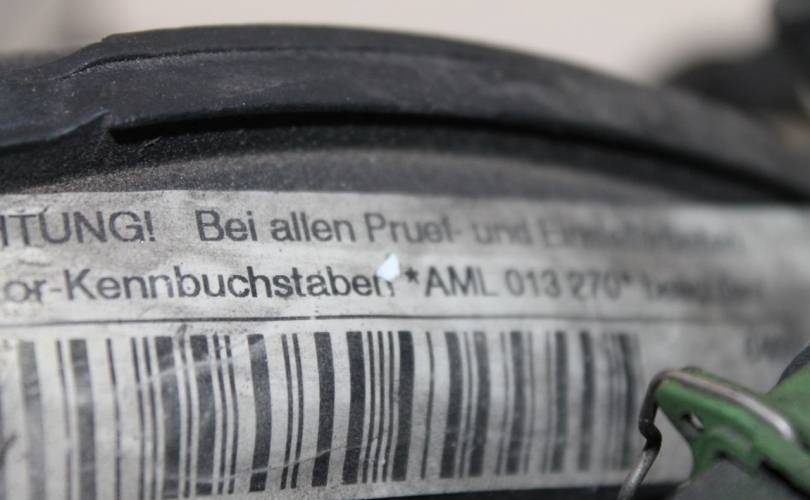 ITUNG! Bei allen Pruef- und
or-Kennbuchstaben *AML 013 270*